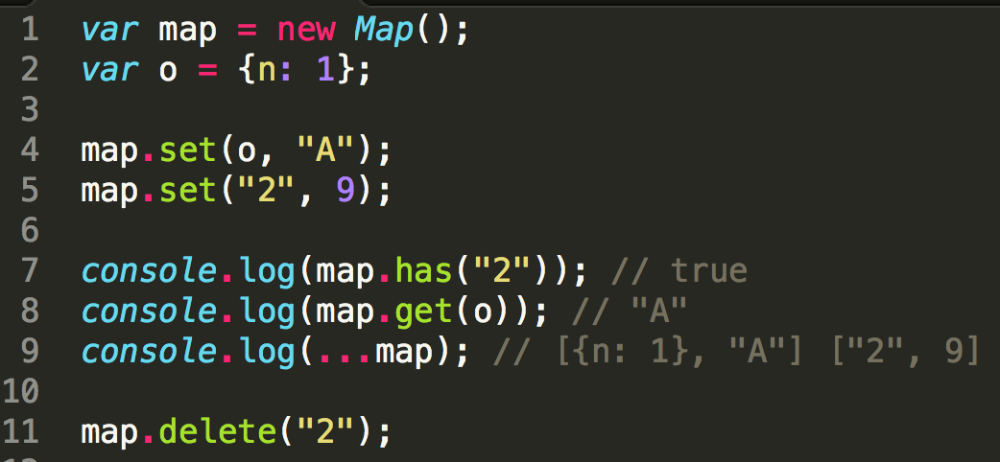 1 var map = new Map();
2 var o = {n: 1};
3
4 map.set(o, "A");
5 map.set("2", 9);
6
7 console.log(map.has("2")); // true
8 console.log(map.get(o)); // "A"
9 console.log(...map); // [{n: 1}, "A"] ["2", 9]
10
11 map.delete("2");